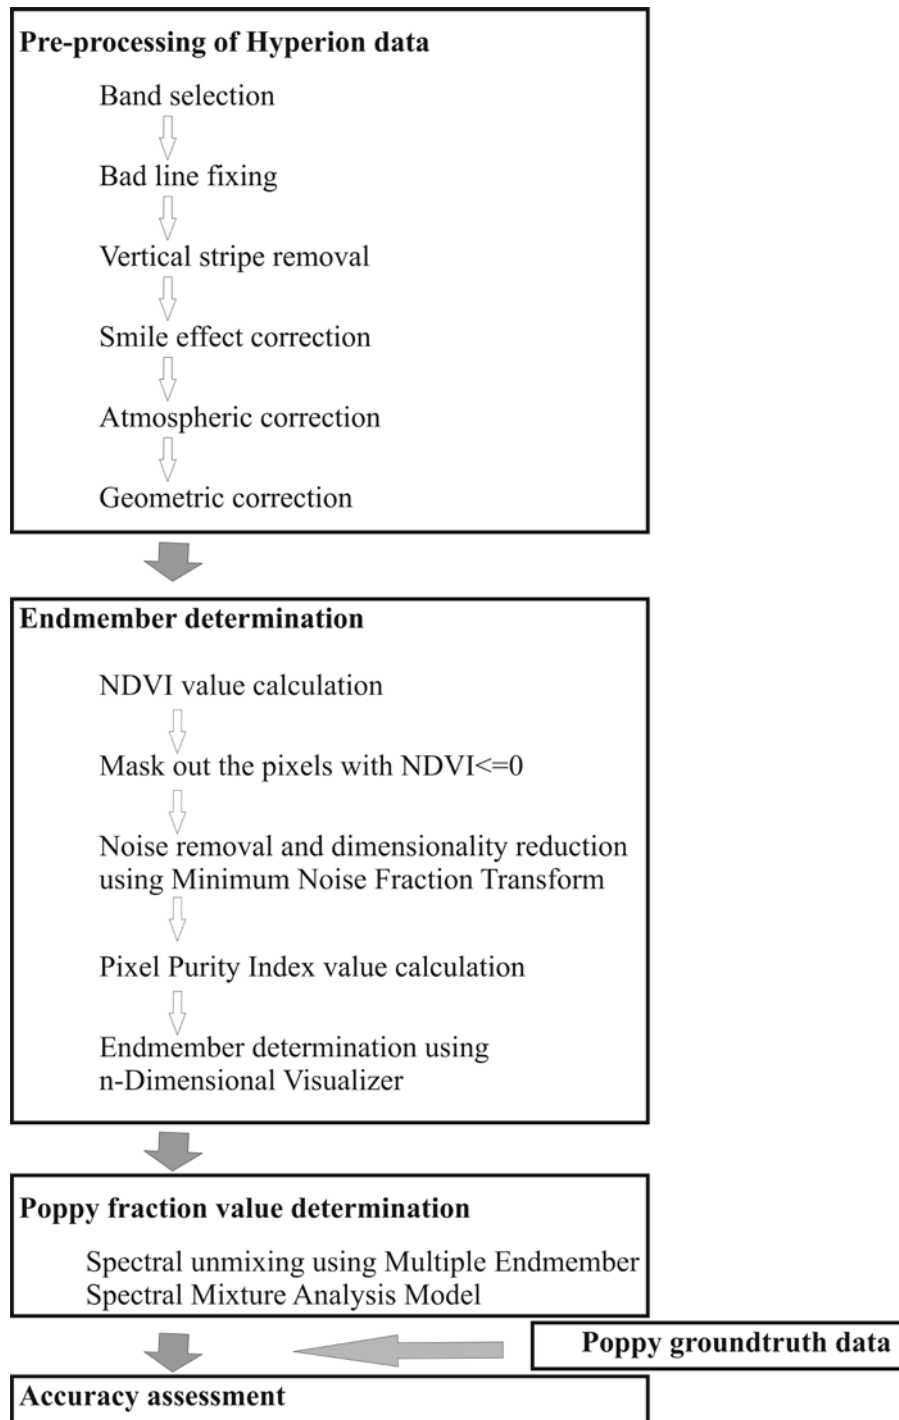 Pre-processing of Hyperion data
Band selection
Bad line fixing
Vertical stripe removal
Smile effect correction
Atmospheric correction
Geometric correction
Endmember determination
NDVI value calculation
Mask out the pixels with NDVI<=0
Noise removal and dimensionality reduction
using Minimum Noise Fraction Transform
Pixel Purity Index value calculation
Endmember determination using
n-Dimensional Visualizer
Poppy fraction value determination
Spectral unmixing using Multiple Endmember
Spectral Mixture Analysis Model
Poppy groundtruth data
Accuracy assessment